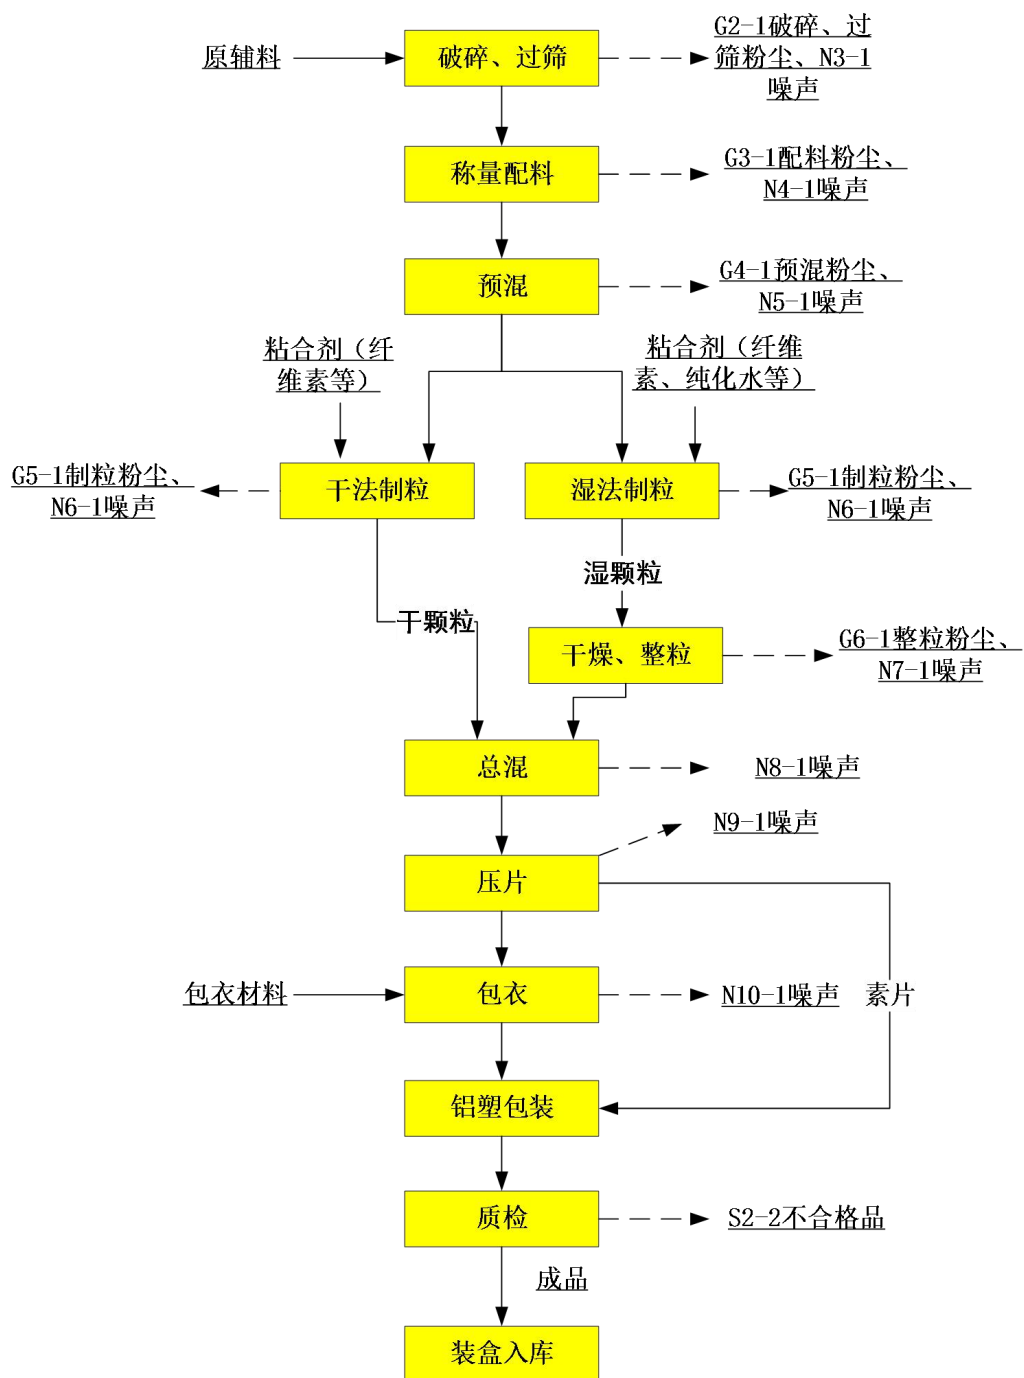 原辅料
破碎、过筛
G2-1破碎、过
筛粉尘、N3-1
噪声
称量配料
G3-1配料粉尘、
N4-1噪声
预混
G4-1预混粉尘、
N5-1噪声
粘合剂（纤
维素等）
粘合剂（纤维
素、纯化水等）
G5-1制粒粉尘、
N6-1噪声
干法制粒
湿法制粒
G5-1制粒粉尘、
N6-1噪声
湿颗粒
干颗粒
干燥、整粒
G6-1整粒粉尘、
N7-1噪声
总混
N8-1噪声
N9-1噪声
压片
包衣材料
包衣
N10-1噪声
素片
铝塑包装
质检
S2-2不合格品
成品
装盒入库